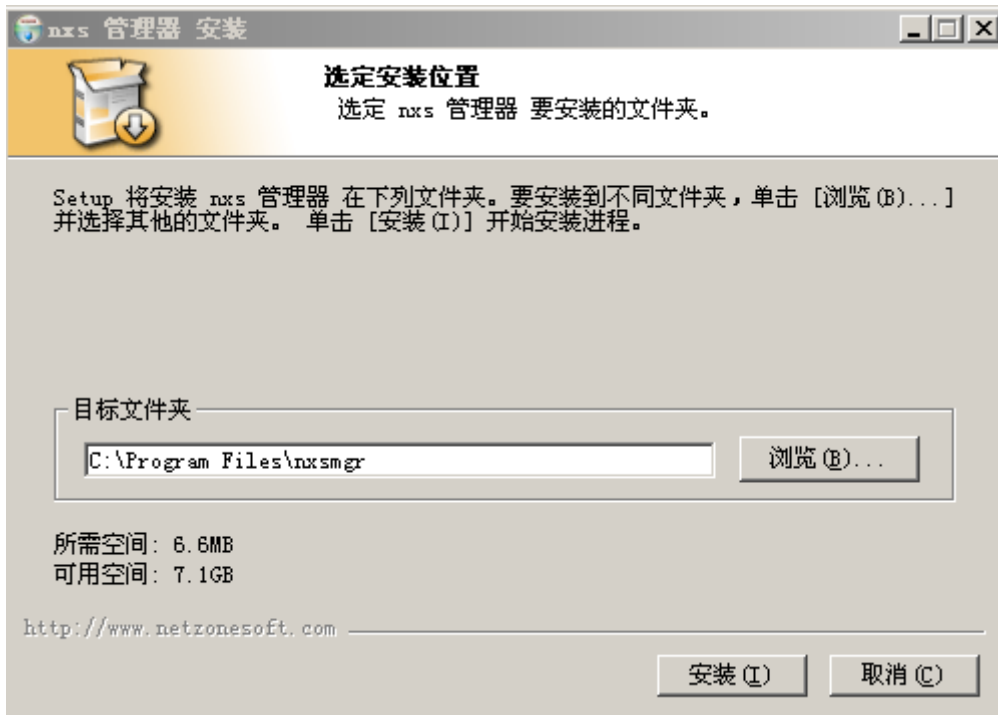 nxs 管理器 安装
选定安装位置
选定 nxs 管理器 要安装的文件夹。
Setup 将安装 nxs 管理器 在下列文件夹。要安装到不同文件夹，单击 [浏览(B)...]
并选择其他的文件夹。 单击 [安装(I)] 开始安装进程。
目标文件夹
C:\Program Files\nxsmgr
浏览(B)...
所需空间: 6.6MB
可用空间: 7.1GB
http://www.netzonesoft.com
安装(I)
取消(C)